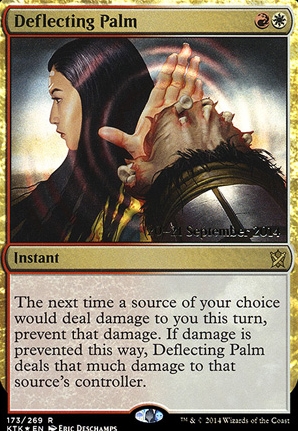 Deflecting Palm
September 2014
Instant
The next time a source of your choice
would deal damage to you this turn,
prevent that damage. If damage is
prevented this way, Deflecting Palm
deals that much damage to that
source's controller.
173/269 R
KTK★EN Eric Deschamps
™ & © 2014 Wizards of the Coast